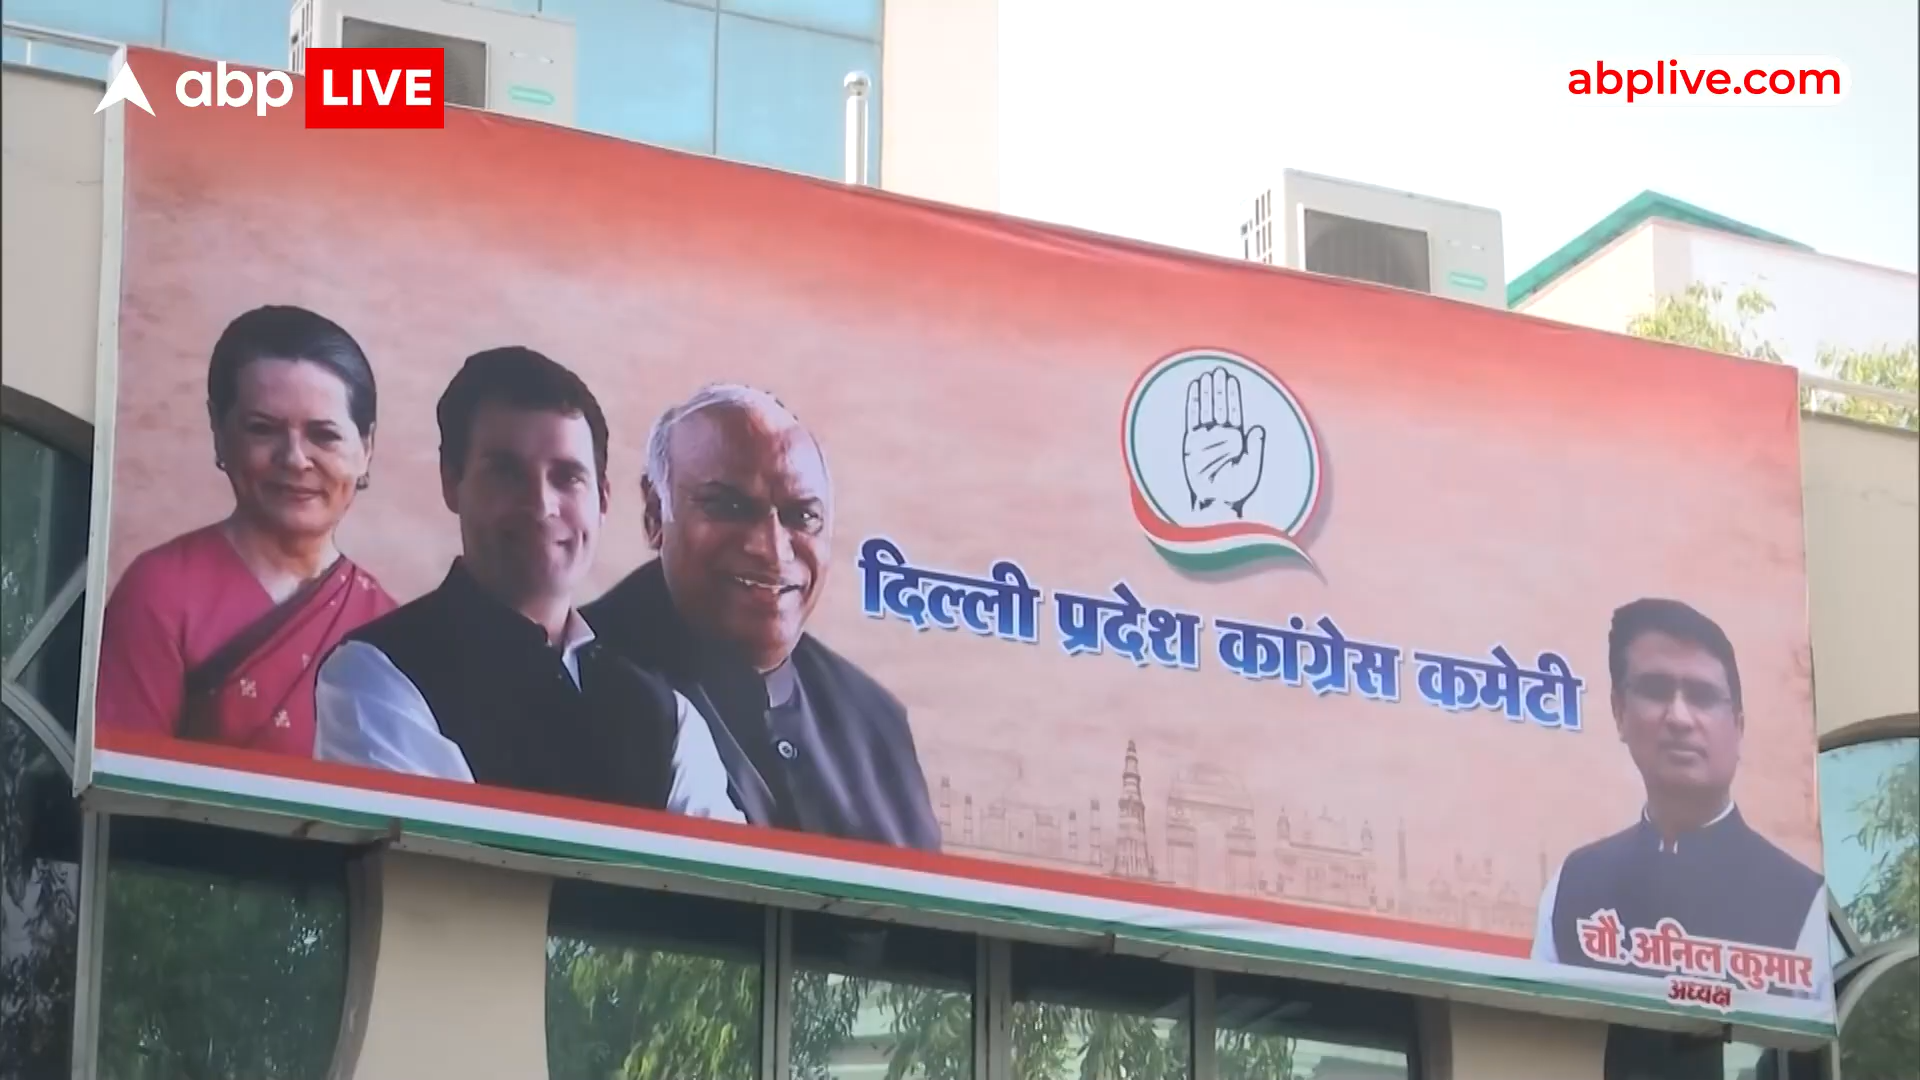 abp LIVE
abplive.com
दिल्ली प्रदेश कांग्रेस कमेटी
चौ. अनिल कुमार
अध्यक्ष